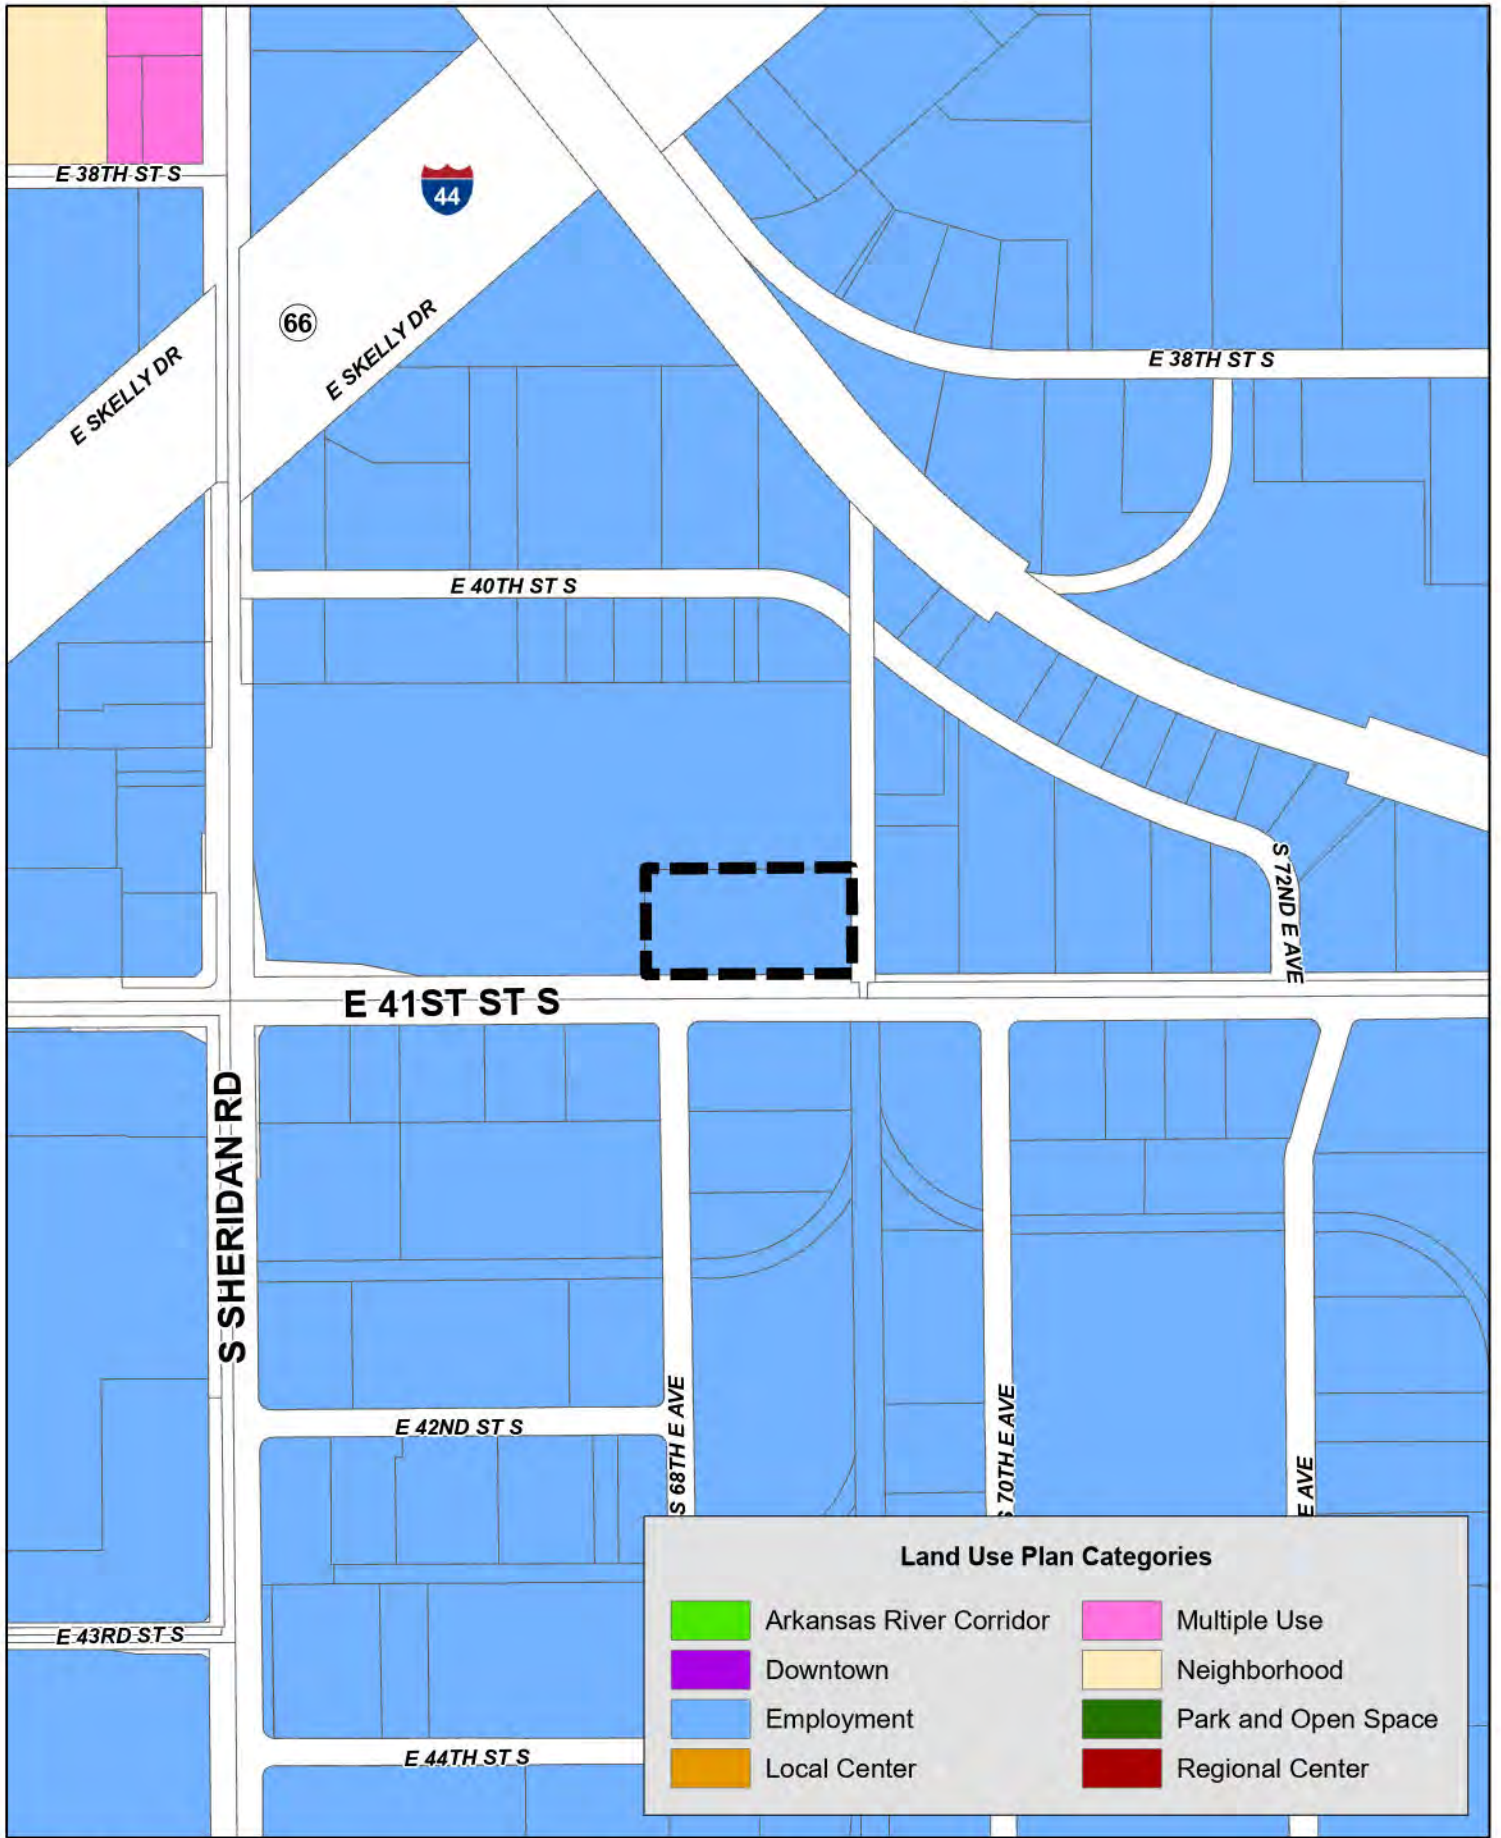 E 38TH ST S
44
66
E SKELLY DR
E SKELLY DR
E 38TH ST S
E 40TH ST S
S 72ND E AVE
E 41ST ST S
S SHERIDAN RD
S 68TH E AVE
S 70TH E AVE
E AVE
E 42ND ST S
E 43RD ST S
E 44TH ST S
Land Use Plan Categories
Arkansas River Corridor
Downtown
Employment
Local Center
Multiple Use
Neighborhood
Park and Open Space
Regional Center